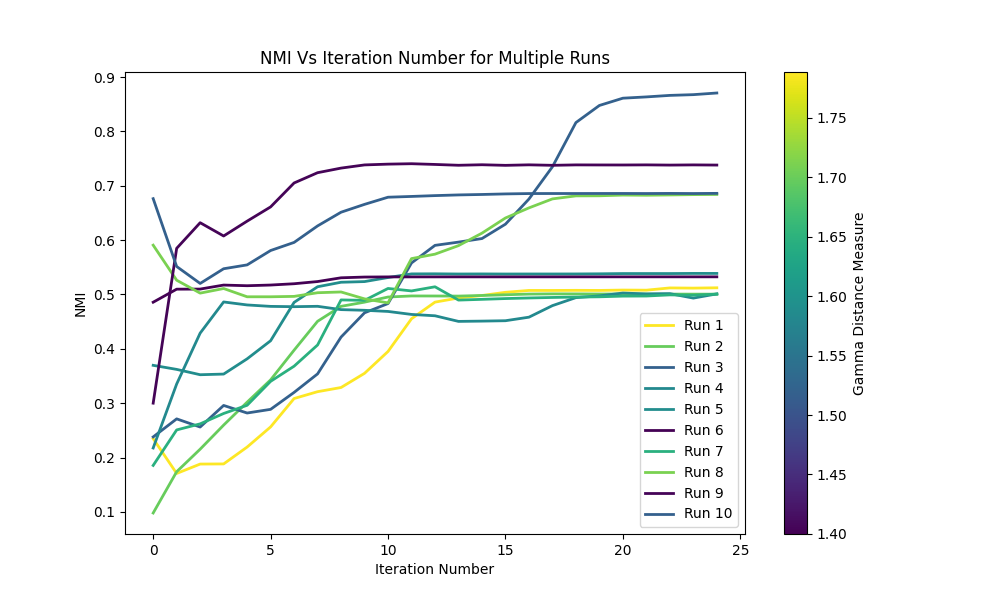 NMI Vs Iteration Number for Multiple Runs
0.9
0.8
0.7
0.6
0.5
0.4
0.3
0.2
0.1
NMI
0
5
10
15
20
25
Iteration Number
Run 1
Run 2
Run 3
Run 4
Run 5
Run 6
Run 7
Run 8
Run 9
Run 10
1.75
1.70
1.65
1.60
1.55
1.50
1.45
1.40
Gamma Distance Measure